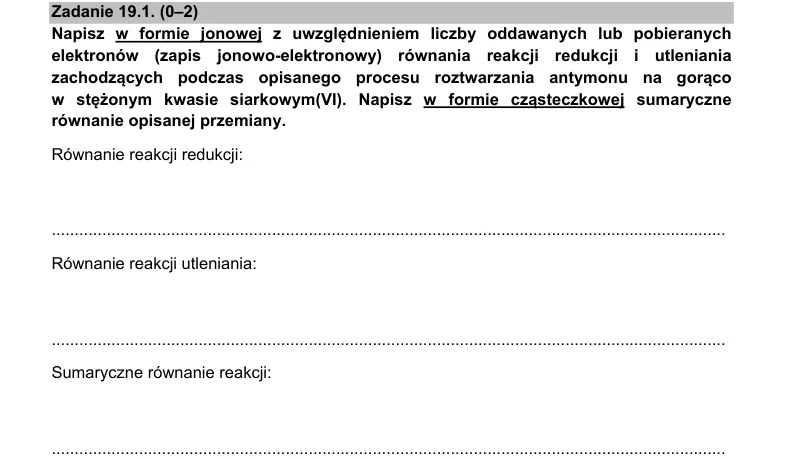 Zadanie 19.1. (0–2)
Napisz w formie jonowej z uwzględnieniem liczby oddawanych lub pobieranych
elektronów (zapis jonowo-elektronowy) równania reakcji redukcji i utleniania
zachodzących podczas opisanego procesu roztwarzania antymonu na gorąco
w stężonym kwasie siarkowym(VI). Napisz w formie cząsteczkowej sumaryczne
równanie opisanej przemiany.
Równanie reakcji redukcji:
Równanie reakcji utleniania:
Sumaryczne równanie reakcji: